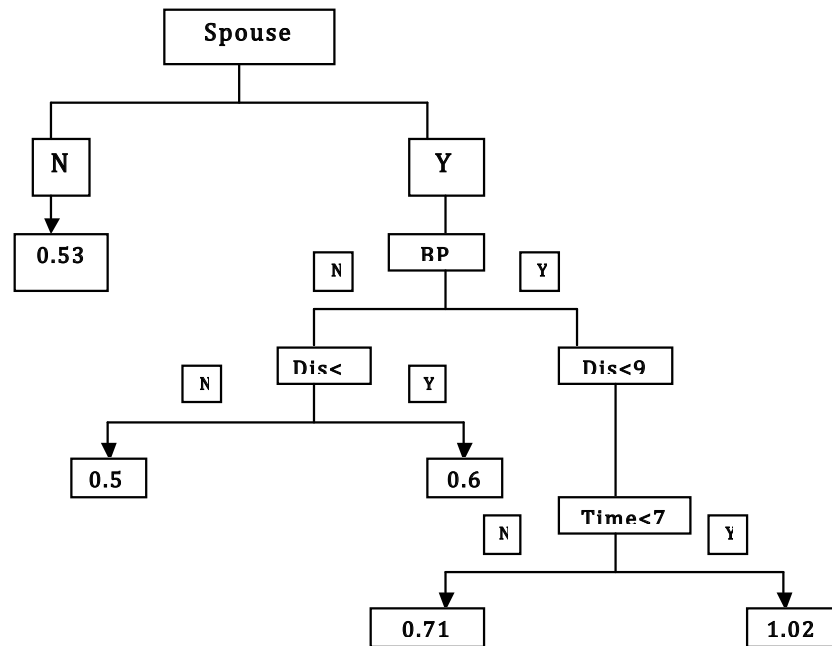 Spouse
N
Y
0.53
BP
N
Y
Dis<
Dis<9
N
Y
0.5
0.6
Time<7
N
Y
0.71
1.02